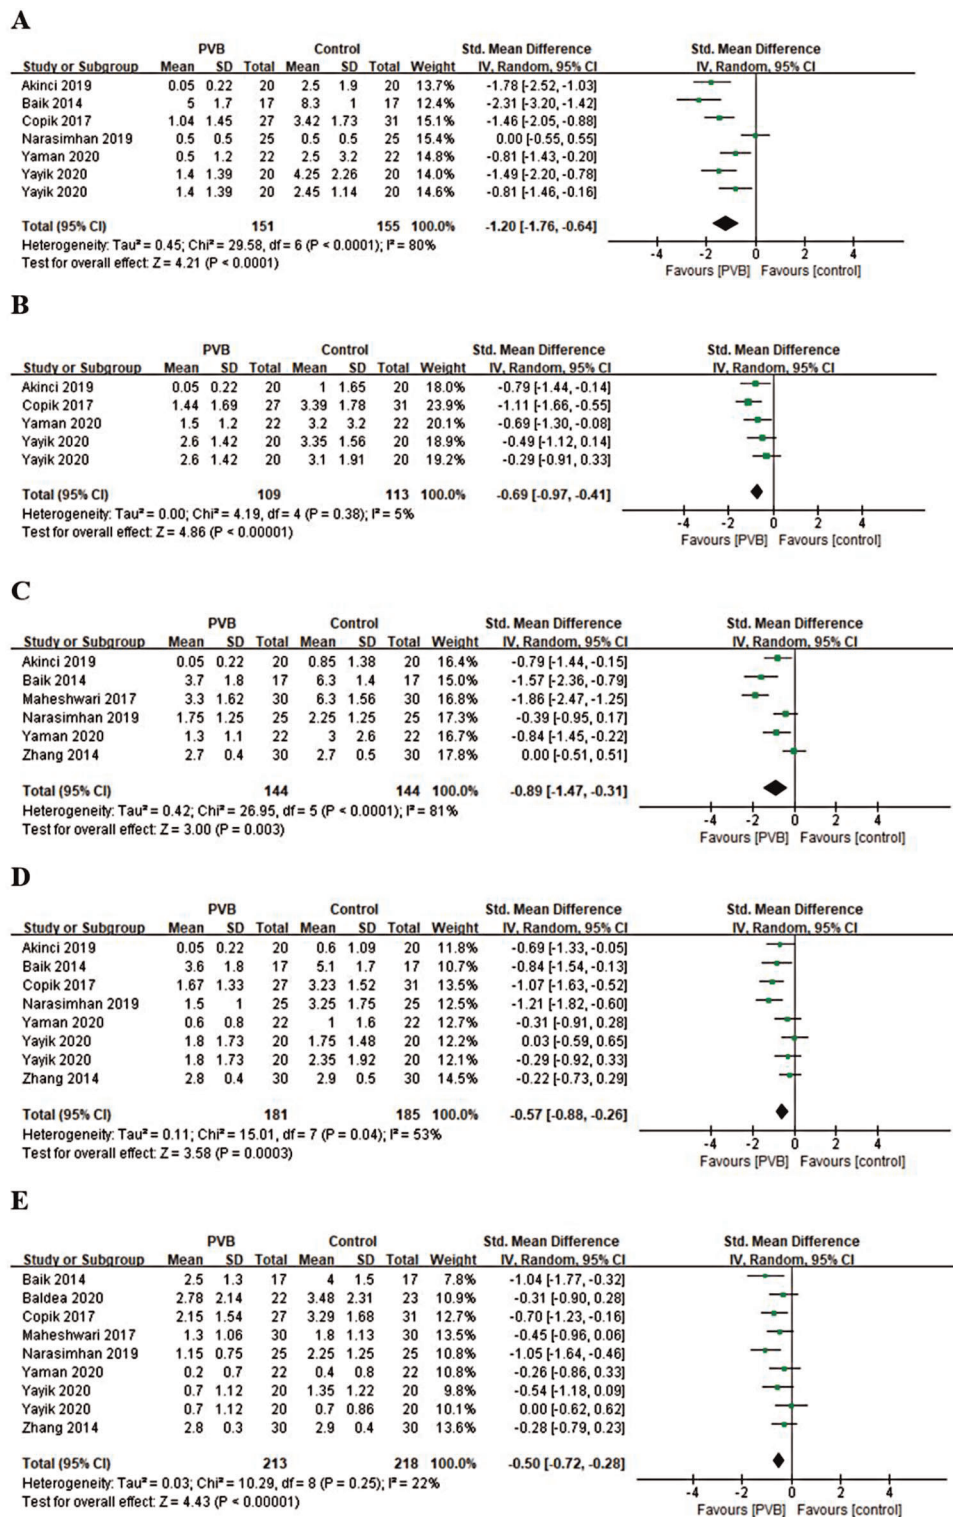 A
PVB Control Std. Mean Difference Std. Mean Difference
Study or Subgroup Mean SD Total Mean SD Total Weight IV, Random, 95% CI IV, Random, 95% CI
Akinci 2019 0.05 0.22 20 2.5 1.9 20 13.7% -1.78 [-2.52, -1.03]
Baik 2014 5 1.7 17 8.3 1 17 12.4% -2.31 [-3.20, -1.42]
Copik 2017 1.04 1.45 27 3.42 1.73 31 15.1% -1.46 [-2.05, -0.88]
Narasimhan 2019 0.5 0.5 25 0.5 0.5 25 15.4% 0.00 [-0.55, 0.55]
Yaman 2020 0.5 1.2 22 2.5 3.2 22 14.8% -0.81 [-1.43, -0.20]
Yayik 2020 1.4 1.39 20 4.25 2.26 20 14.0% -1.49 [-2.20, -0.78]
Yayik 2020 1.4 1.39 20 2.45 1.14 20 14.6% -0.81 [-1.46, -0.16]
Total (95% CI) 151 155 100.0% -1.20 [-1.76, -0.64]
Heterogeneity: Tau² = 0.45; Chi² = 29.58, df = 6 (P < 0.0001); I² = 80%
Test for overall effect: Z = 4.21 (P < 0.0001)
-4 -2 0 2 4
Favours [PVB] Favours [control]
B
PVB Control Std. Mean Difference Std. Mean Difference
Study or Subgroup Mean SD Total Mean SD Total Weight IV, Random, 95% CI IV, Random, 95% CI
Akinci 2019 0.05 0.22 20 1 1.65 20 18.0% -0.79 [-1.44, -0.14]
Copik 2017 1.44 1.69 27 3.39 1.78 31 23.9% -1.11 [-1.66, -0.55]
Yaman 2020 1.5 1.2 22 3.2 3.2 22 20.1% -0.69 [-1.30, -0.08]
Yayik 2020 2.6 1.42 20 3.35 1.56 20 18.9% -0.49 [-1.12, 0.14]
Yayik 2020 2.6 1.42 20 3.1 1.91 20 19.2% -0.29 [-0.91, 0.33]
Total (95% CI) 109 113 100.0% -0.69 [-0.97, -0.41]
Heterogeneity: Tau² = 0.00; Chi² = 4.19, df = 4 (P = 0.38); I² = 5%
Test for overall effect: Z = 4.86 (P < 0.00001)
-4 -2 0 2 4
Favours [PVB] Favours [control]
C
PVB Control Std. Mean Difference Std. Mean Difference
Study or Subgroup Mean SD Total Mean SD Total Weight IV, Random, 95% CI IV, Random, 95% CI
Akinci 2019 0.05 0.22 20 0.85 1.38 20 16.4% -0.79 [-1.44, -0.15]
Baik 2014 3.7 1.8 17 6.3 1.4 17 15.0% -1.57 [-2.36, -0.79]
Maheshwari 2017 3.3 1.62 30 6.3 1.56 30 16.8% -1.86 [-2.47, -1.25]
Narasimhan 2019 1.75 1.25 25 2.25 1.25 25 17.3% -0.39 [-0.95, 0.17]
Yaman 2020 1.3 1.1 22 3 2.6 22 16.7% -0.84 [-1.45, -0.22]
Zhang 2014 2.7 0.4 30 2.7 0.5 30 17.8% 0.00 [-0.51, 0.51]
Total (95% CI) 144 144 100.0% -0.89 [-1.47, -0.31]
Heterogeneity: Tau² = 0.42; Chi² = 26.95, df = 5 (P < 0.0001); I² = 81%
Test for overall effect: Z = 3.00 (P = 0.003)
-4 -2 0 2 4
Favours [PVB] Favours [control]
D
PVB Control Std. Mean Difference Std. Mean Difference
Study or Subgroup Mean SD Total Mean SD Total Weight IV, Random, 95% CI IV, Random, 95% CI
Akinci 2019 0.05 0.22 20 0.6 1.09 20 11.8% -0.69 [-1.33, -0.05]
Baik 2014 3.6 1.8 17 5.1 1.7 17 10.7% -0.84 [-1.54, -0.13]
Copik 2017 1.67 1.33 27 3.23 1.52 31 13.6% -1.07 [-1.63, -0.52]
Narasimhan 2019 1.5 1 25 3.25 1.75 25 12.5% -1.21 [-1.82, -0.60]
Yaman 2020 0.6 0.8 22 1 1.6 22 12.7% -0.31 [-0.91, 0.28]
Yayik 2020 1.8 1.73 20 1.75 1.48 20 12.2% 0.03 [-0.59, 0.65]
Yayik 2020 1.8 1.73 20 2.35 1.92 20 12.1% -0.29 [-0.92, 0.33]
Zhang 2014 2.8 0.4 30 2.9 0.5 30 14.5% -0.22 [-0.73, 0.29]
Total (95% CI) 181 185 100.0% -0.57 [-0.88, -0.26]
Heterogeneity: Tau² = 0.11; Chi² = 15.01, df = 7 (P = 0.04); I² = 53%
Test for overall effect: Z = 3.58 (P = 0.0003)
-4 -2 0 2 4
Favours [PVB] Favours [control]
E
PVB Control Std. Mean Difference Std. Mean Difference
Study or Subgroup Mean SD Total Mean SD Total Weight IV, Random, 95% CI IV, Random, 95% CI
Baik 2014 2.5 1.3 17 4 1.5 17 7.8% -1.04 [-1.77, -0.32]
Baldea 2020 2.78 2.14 22 3.48 2.31 23 10.9% -0.31 [-0.90, 0.28]
Copik 2017 2.15 1.54 27 3.29 1.68 31 12.7% -0.70 [-1.23, -0.16]
Maheshwari 2017 1.3 1.06 30 1.8 1.13 30 13.5% -0.45 [-0.96, 0.06]
Narasimhan 2019 1.15 0.75 25 2.25 1.25 25 10.8% -1.05 [-1.64, -0.46]
Yaman 2020 0.2 0.7 22 0.4 0.8 22 10.8% -0.26 [-0.86, 0.33]
Yayik 2020 0.7 1.12 20 1.35 1.22 20 9.8% -0.54 [-1.18, 0.09]
Yayik 2020 0.7 1.12 20 0.7 0.86 20 10.1% 0.00 [-0.62, 0.62]
Zhang 2014 2.8 0.3 30 2.9 0.4 30 13.6% -0.28 [-0.79, 0.23]
Total (95% CI) 213 218 100.0% -0.50 [-0.72, -0.28]
Heterogeneity: Tau² = 0.03; Chi² = 10.29, df = 8 (P = 0.25); I² = 22%
Test for overall effect: Z = 4.43 (P < 0.00001)
-4 -2 0 2 4
Favours [PVB] Favours [control]